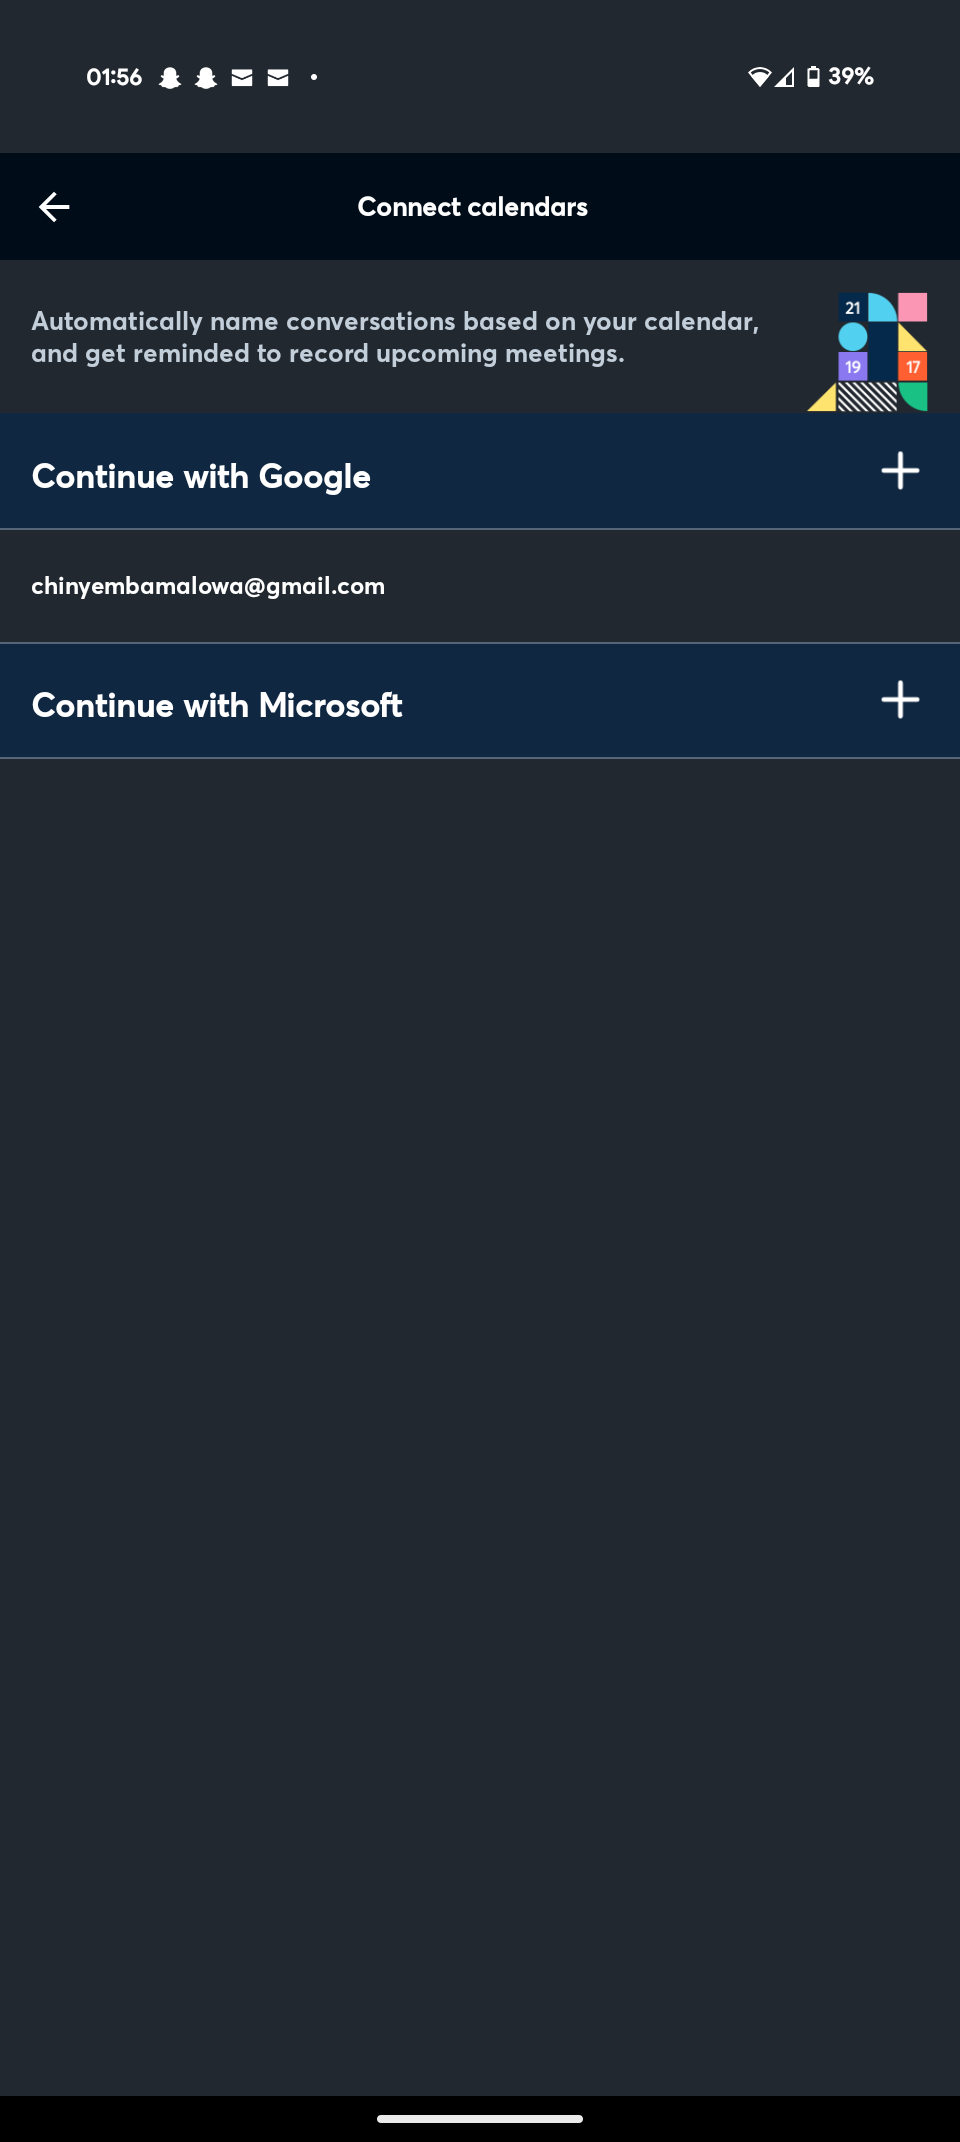 01:56
39%
Connect calendars
Automatically name conversations based on your calendar,
and get reminded to record upcoming meetings.
21
19
17
Continue with Google
chinyembamalowa@gmail.com
Continue with Microsoft